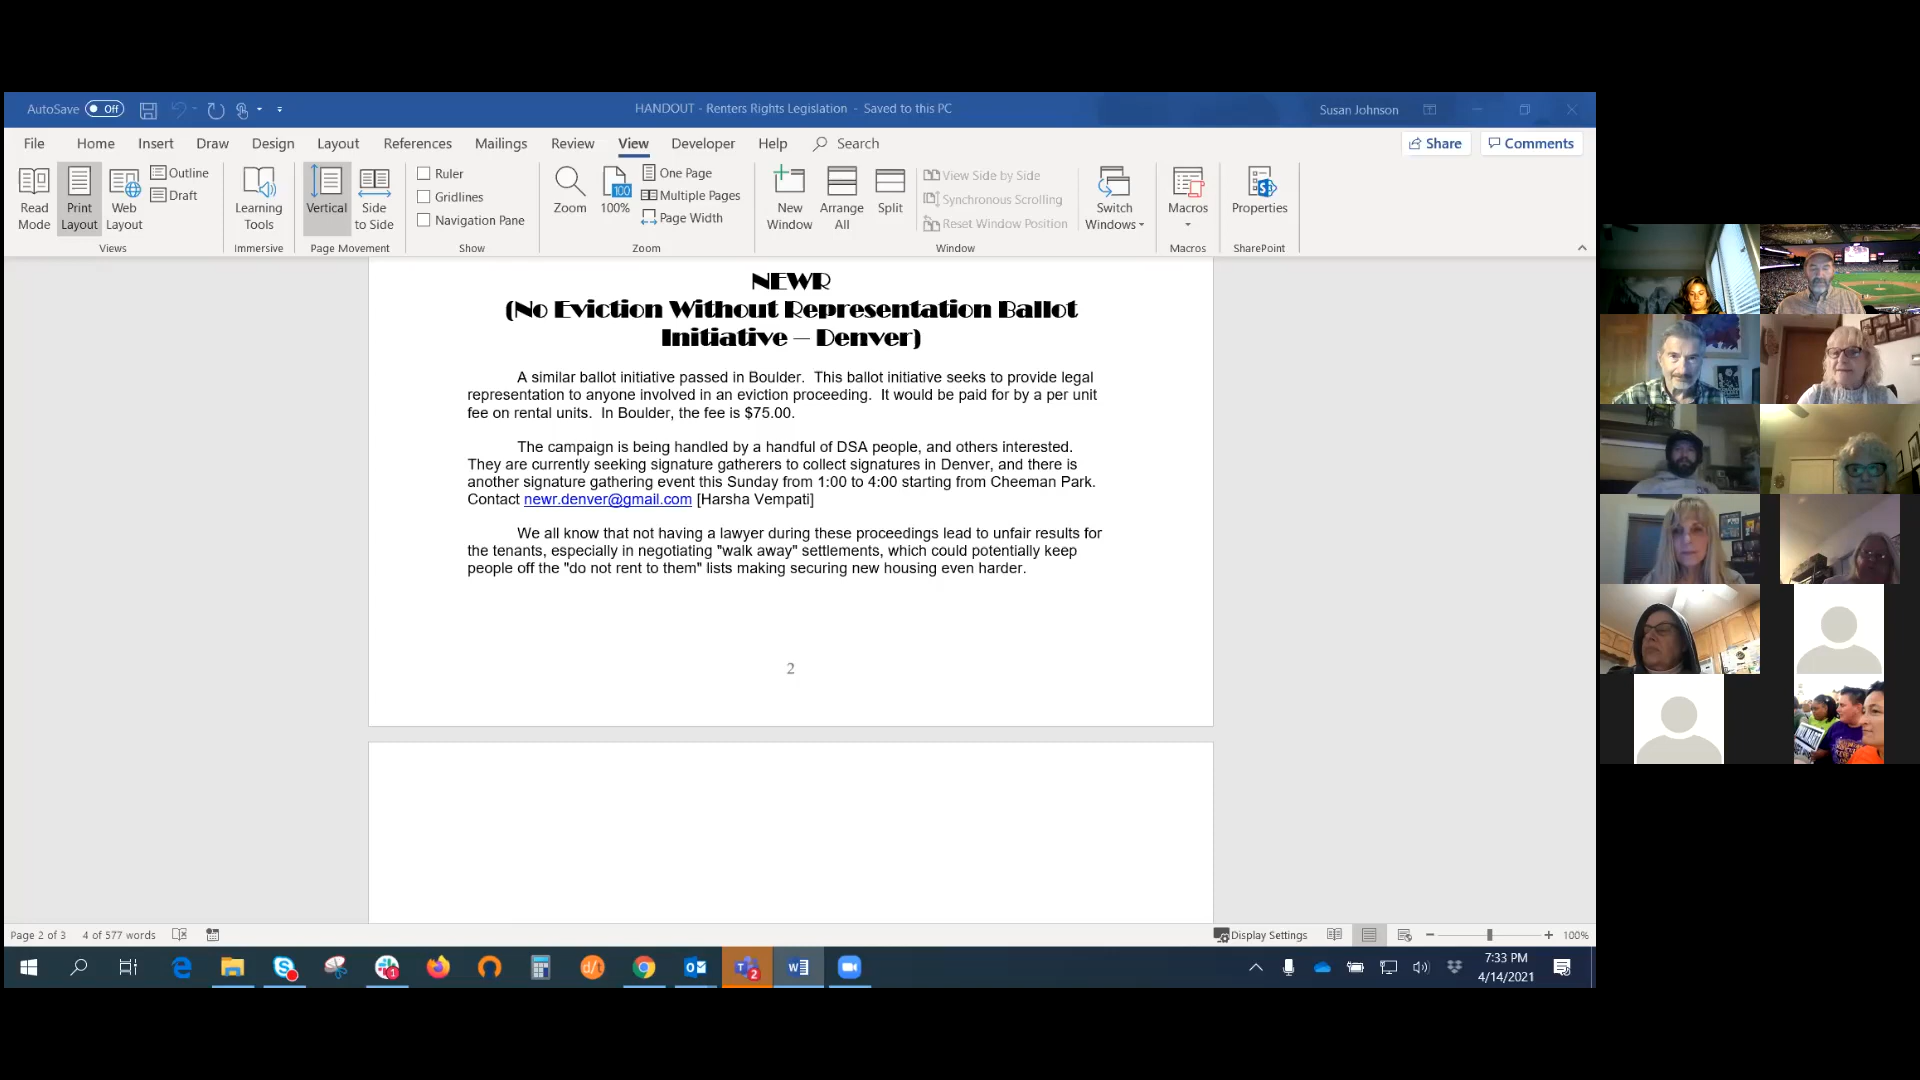 AutoSave Off
HANDOUT - Renters Rights Legislation - Saved to this PC
Susan Johnson
File Home Insert Draw Design Layout References Mailings Review View Developer Help Search
Share Comments
Read Mode
Print Layout
Web Layout
Outline
Draft
Views
Learning Tools
Immersive
Vertical
Side to Side
Page Movement
Ruler
Gridlines
Navigation Pane
Show
Zoom
100
100%
One Page
Multiple Pages
Page Width
Zoom
New Window
Arrange All
Split
View Side by Side
Synchronous Scrolling
Reset Window Position
Switch Windows
Window
Macros
Macros
Properties
SharePoint
NEWR
(No Eviction Without Representation Ballot
Initiative – Denver)
A similar ballot initiative passed in Boulder. This ballot initiative seeks to provide legal
representation to anyone involved in an eviction proceeding. It would be paid for by a per unit
fee on rental units. In Boulder, the fee is $75.00.
The campaign is being handled by a handful of DSA people, and others interested.
They are currently seeking signature gatherers to collect signatures in Denver, and there is
another signature gathering event this Sunday from 1:00 to 4:00 starting from Cheeman Park.
Contact newr.denver@gmail.com [Harsha Vempati]
We all know that not having a lawyer during these proceedings lead to unfair results for
the tenants, especially in negotiating "walk away" settlements, which could potentially keep
people off the "do not rent to them" lists making securing new housing even harder.
2
Page 2 of 3 4 of 577 words
Display Settings
100%
d/t
7:33 PM
4/14/2021